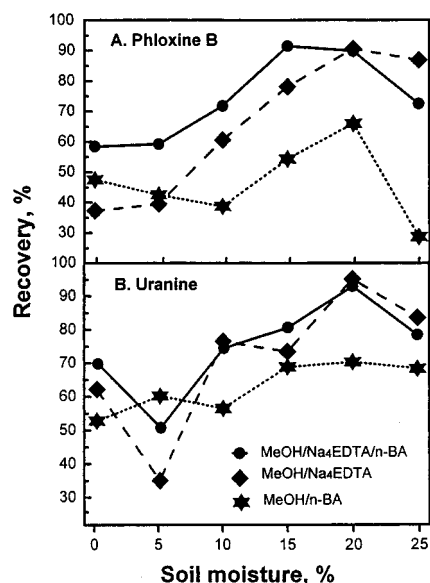 100
A. Phloxine B
90
80
70
60
50
40
30
100
B. Uranine
90
80
70
60
50
40
30
MeOH/Na4EDTA/n-BA
MeOH/Na4EDTA
MeOH/n-BA
0 5 10 15 20 25
Soil moisture, %
Recovery, %